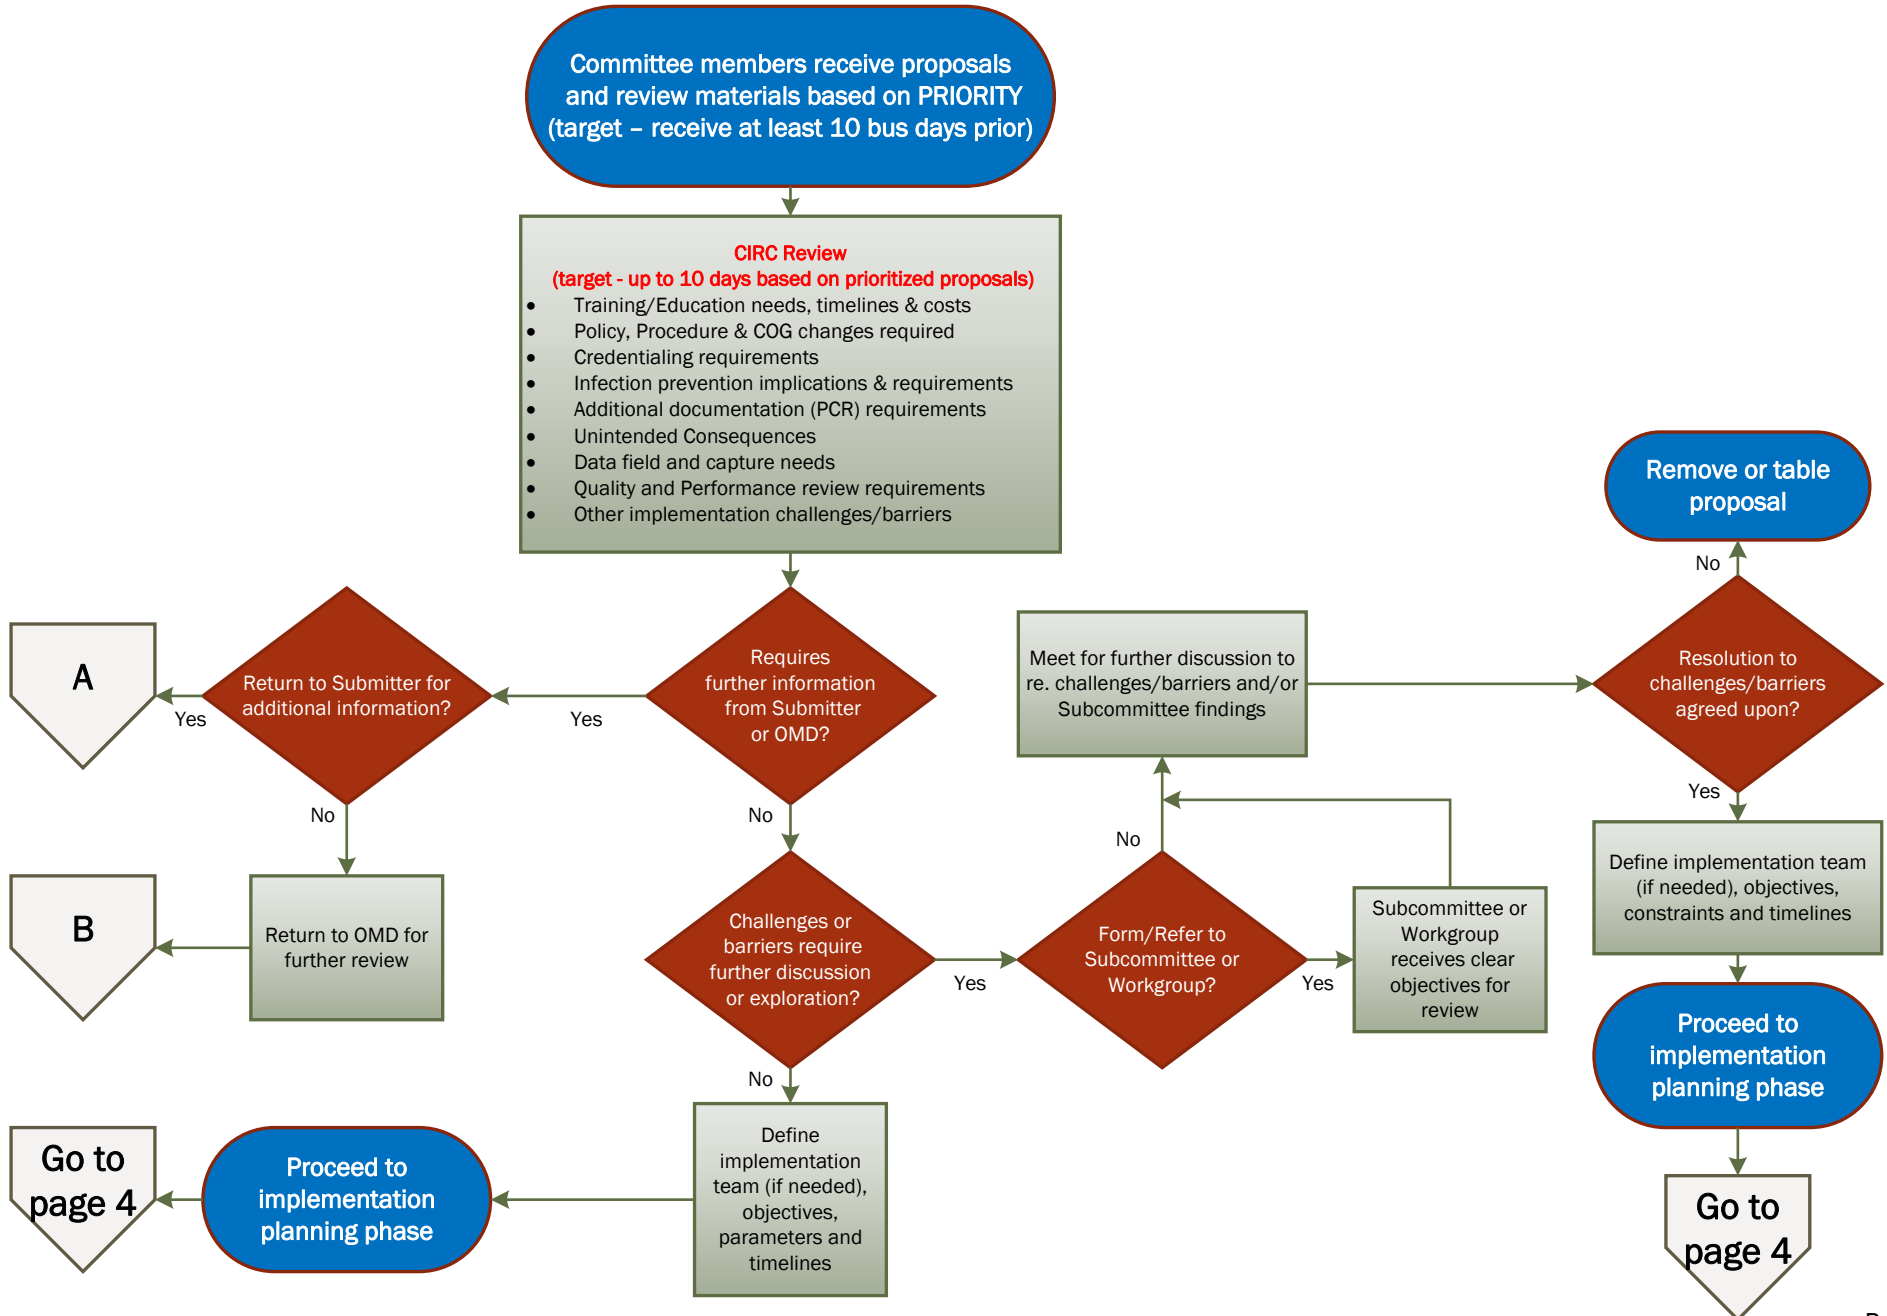 Committee members receive proposals
and review materials based on PRIORITY
(target – receive at least 10 bus days prior)
CIRC Review
(target - up to 10 days based on prioritized proposals)
• Training/Education needs, timelines & costs
• Policy, Procedure & COG changes required
• Credentialing requirements
• Infection prevention implications & requirements
• Additional documentation (PCR) requirements
• Unintended Consequences
• Data field and capture needs
• Quality and Performance review requirements
• Other implementation challenges/barriers
Remove or table
proposal
No
A
Yes
Return to Submitter for
additional information?
Yes
Requires
further information
from Submitter
or OMD?
Meet for further discussion to
re. challenges/barriers and/or
Subcommittee findings
Resolution to
challenges/barriers
agreed upon?
No
No
No
Yes
B
Return to OMD for
further review
Challenges or
barriers require
further discussion
or exploration?
Yes
Form/Refer to
Subcommittee or
Workgroup?
Yes
Subcommittee or
Workgroup
receives clear
objectives for
review
Define implementation team
(if needed), objectives,
constraints and timelines
Proceed to
implementation
planning phase
No
Go to
page 4
Proceed to
implementation
planning phase
Define
implementation
team (if needed),
objectives,
parameters and
timelines
Go to
page 4